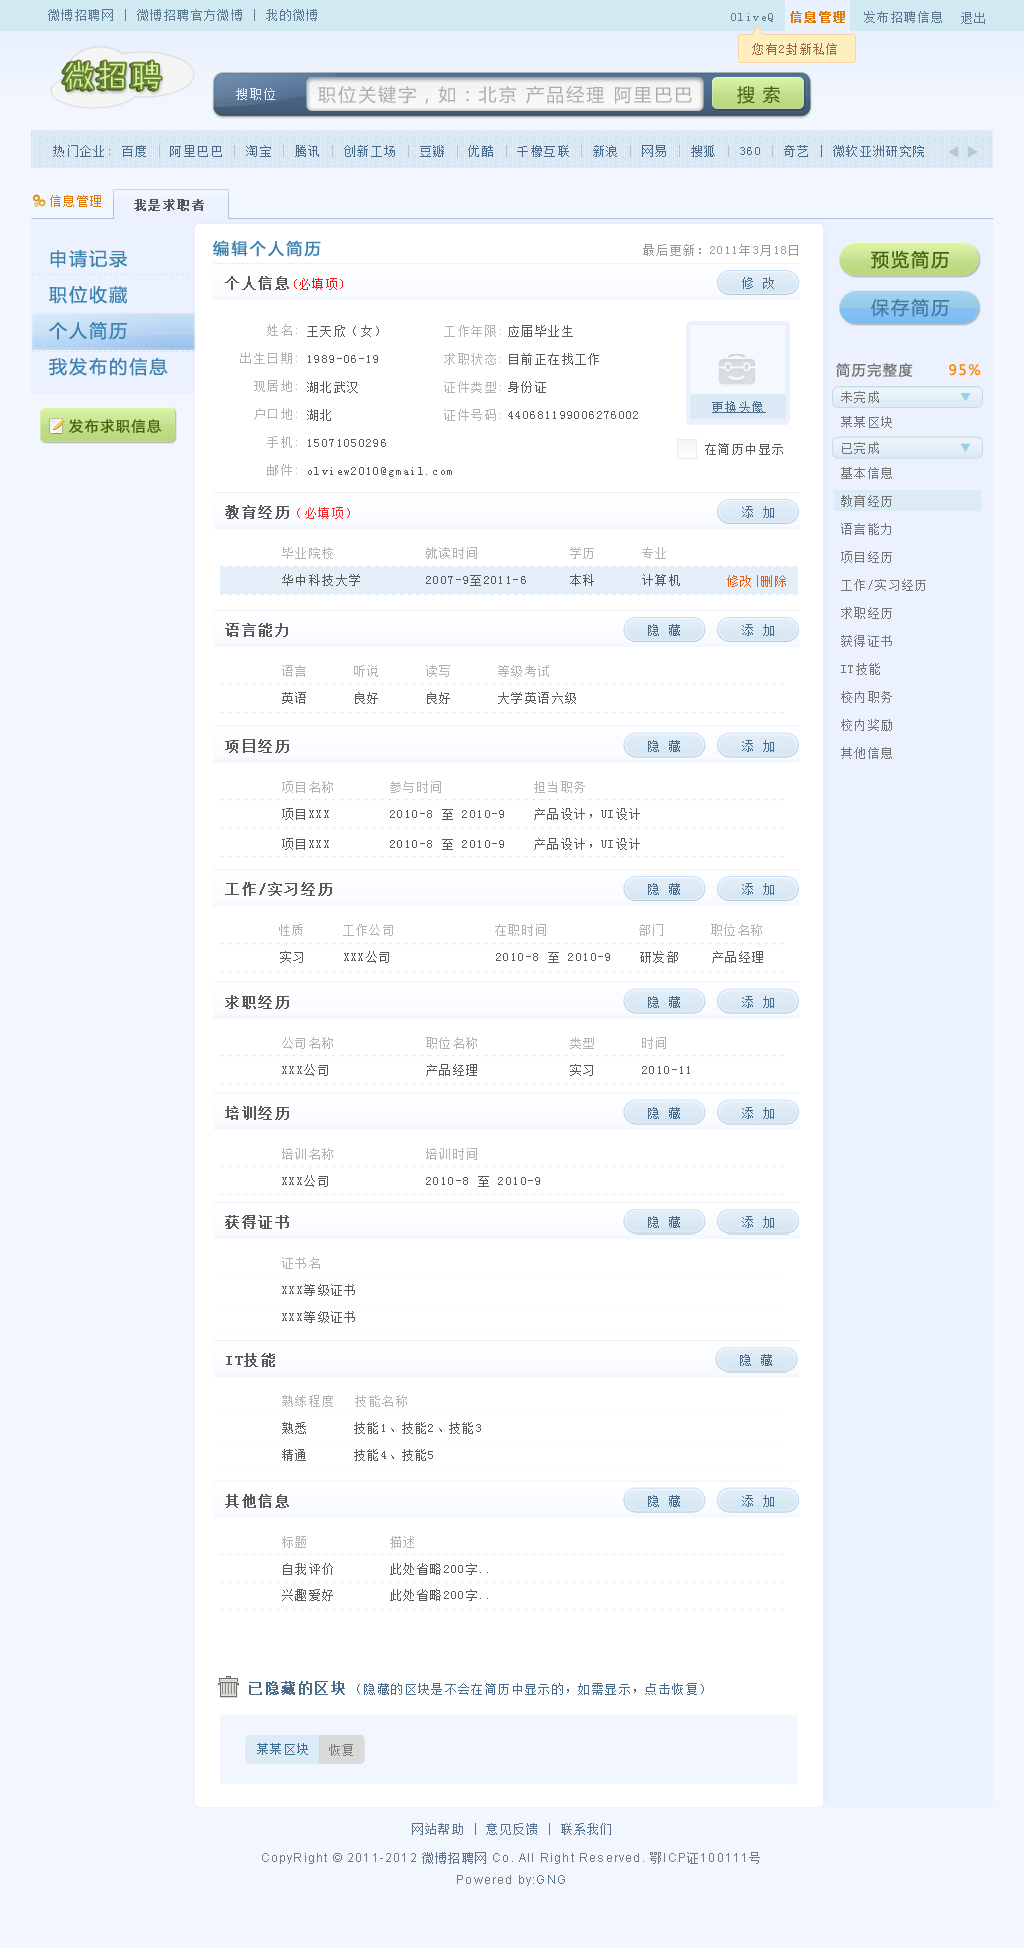 微博招聘网 | 微博招聘官方微博 | 我的微博
OliveQ 信息管理 发布招聘信息 退出
您有2封新私信
微招聘
搜职位 职位关键字，如：北京 产品经理 阿里巴巴 搜 索
热门企业： 百度 | 阿里巴巴 | 淘宝 | 腾讯 | 创新工场 | 豆瓣 | 优酷 | 千橡互联 | 新浪 | 网易 | 搜狐 | 360 | 奇艺 | 微软亚洲研究院
信息管理 我是求职者
申请记录
职位收藏
个人简历
我发布的信息
发布求职信息
编辑个人简历 最后更新：2011年3月18日
个人信息(必填项) 修 改
姓名： 王天欣（女） 工作年限： 应届毕业生
出生日期： 1989-06-19 求职状态： 目前正在找工作
现居地： 湖北武汉 证件类型： 身份证
户口地： 湖北 证件号码： 440681199006276002
手机： 15071050296
邮件： olview2010@gmail.com
更换头像
在简历中显示
教育经历（必填项） 添 加
毕业院校 就读时间 学历 专业
华中科技大学 2007-9至2011-6 本科 计算机 修改|删除
语言能力 隐 藏 添 加
语言 听说 读写 等级考试
英语 良好 良好 大学英语六级
项目经历 隐 藏 添 加
项目名称 参与时间 担当职务
项目XXX 2010-8 至 2010-9 产品设计，UI设计
项目XXX 2010-8 至 2010-9 产品设计，UI设计
工作/实习经历 隐 藏 添 加
性质 工作公司 在职时间 部门 职位名称
实习 XXX公司 2010-8 至 2010-9 研发部 产品经理
求职经历 隐 藏 添 加
公司名称 职位名称 类型 时间
XXX公司 产品经理 实习 2010-11
培训经历 隐 藏 添 加
培训名称 培训时间
XXX公司 2010-8 至 2010-9
获得证书 隐 藏 添 加
证书名
XXX等级证书
XXX等级证书
IT技能 隐 藏
熟练程度 技能名称
熟悉 技能1、技能2、技能3
精通 技能4、技能5
其他信息 隐 藏 添 加
标题 描述
自我评价 此处省略200字..
兴趣爱好 此处省略200字..
已隐藏的区块（隐藏的区块是不会在简历中显示的，如需显示，点击恢复）
某某区块 恢复
预览简历
保存简历
简历完整度 95%
未完成
某某区块
已完成
基本信息
教育经历
语言能力
项目经历
工作/实习经历
求职经历
获得证书
IT技能
校内职务
校内奖励
其他信息
网站帮助 | 意见反馈 | 联系我们
CopyRight © 2011-2012 微博招聘网 Co. All Right Reserved. 鄂ICP证100111号
Powered by:GNG